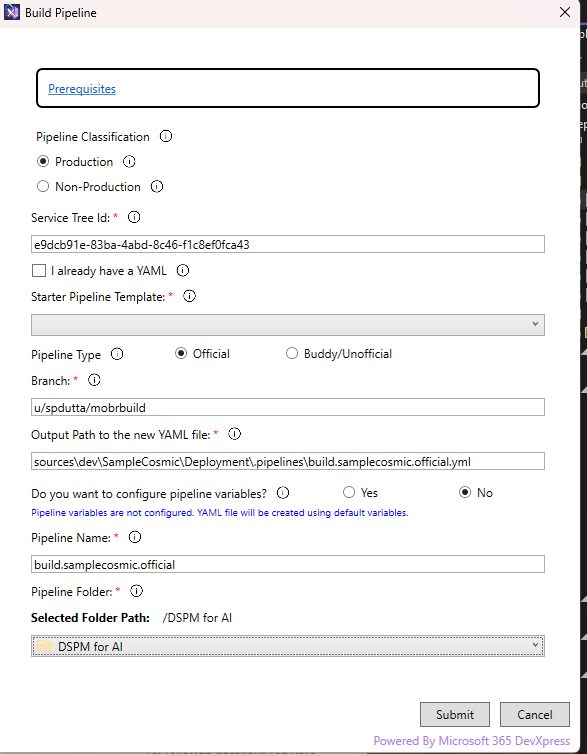 Build Pipeline
Prerequisites
Pipeline Classification
Production
Non-Production
Service Tree Id: *
e9dcb91e-83ba-4abd-8c46-f1c8ef0fca43
I already have a YAML
Starter Pipeline Template: *
Pipeline Type Official Buddy/Unofficial
Branch: *
u/spdutta/mobrbuild
Output Path to the new YAML file: *
sources\dev\SampleCosmic\Deployment\.pipelines\build.samplecosmic.official.yml
Do you want to configure pipeline variables? Yes No
Pipeline variables are not configured. YAML file will be created using default variables.
Pipeline Name: *
build.samplecosmic.official
Pipeline Folder: *
Selected Folder Path: /DSPM for AI
DSPM for AI
Submit Cancel
Powered By Microsoft 365 DevXpress